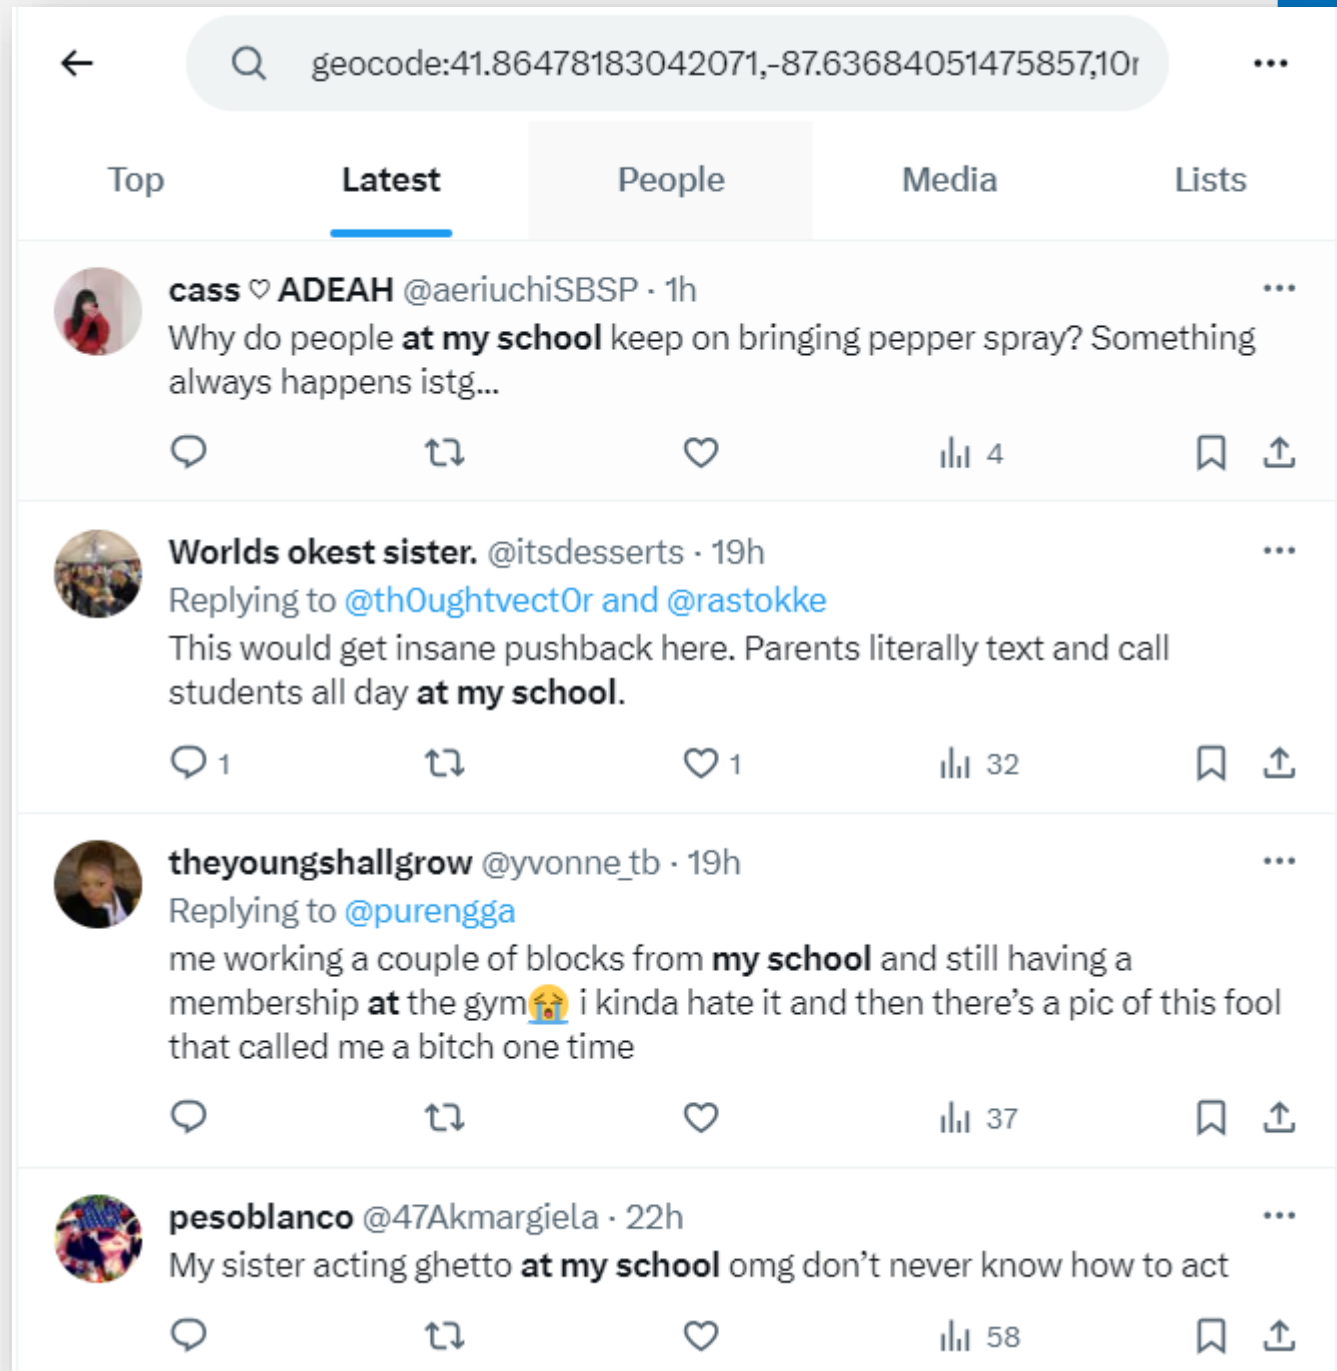 geocode:41.86478183042071,-87.63684051475857,10
Top Latest People Media Lists
cass ♡ ADEAH @aeriuchiSBSP · 1h
Why do people at my school keep on bringing pepper spray? Something
always happens istg...
4
Worlds okest sister. @itsdesserts · 19h
Replying to @th0ughtvect0r and @rastokke
This would get insane pushback here. Parents literally text and call
students all day at my school.
1 1 32
theyoungshallgrow @yvonne_tb · 19h
Replying to @purengga
me working a couple of blocks from my school and still having a
membership at the gym😭 i kinda hate it and then there’s a pic of this fool
that called me a bitch one time
37
pesoblanco @47Akmargiela · 22h
My sister acting ghetto at my school omg don’t never know how to act
58